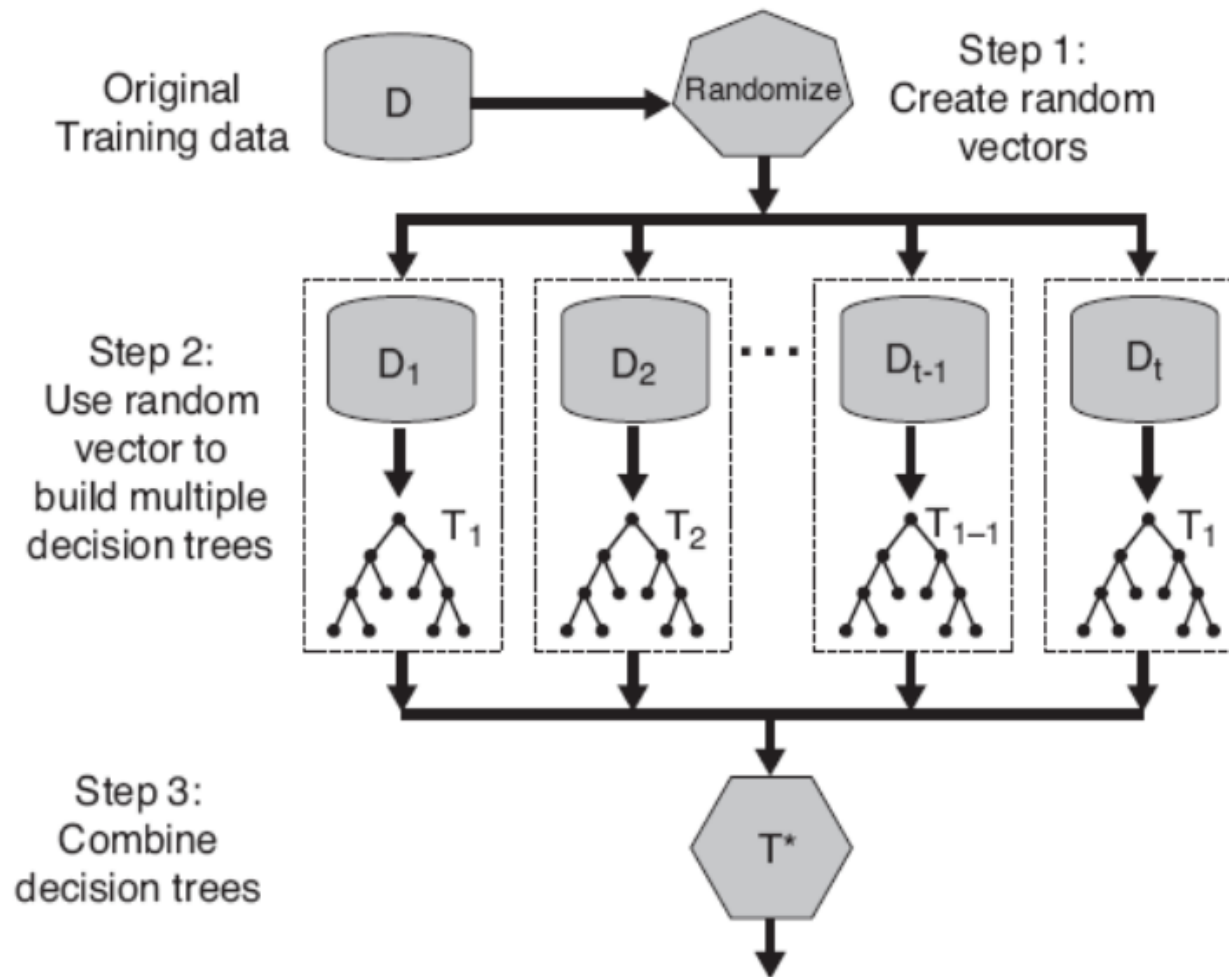 Original
Training data
D
Randomize
Step 1:
Create random
vectors
Step 2:
Use random
vector to
build multiple
decision trees
D1
D2
...
Dt-1
Dt
T1
T2
T1–1
T1
Step 3:
Combine
decision trees
T*